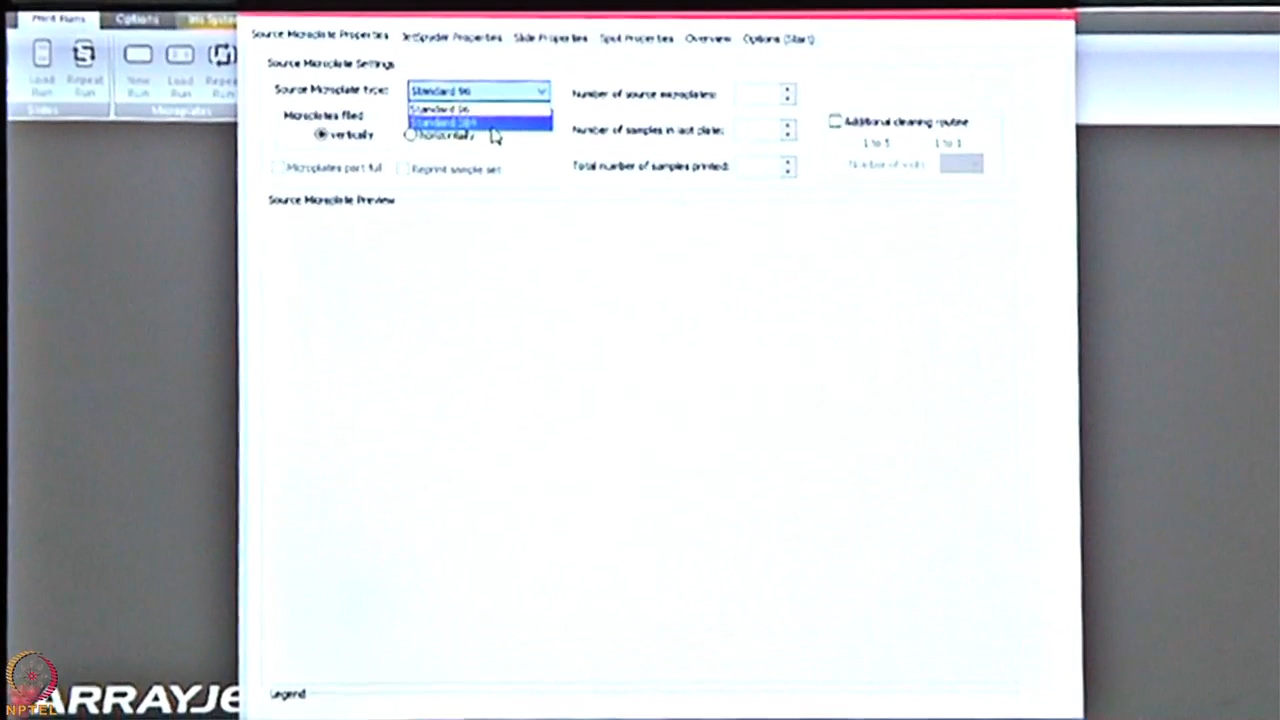 Print Runs Options
Load Run Repeat Run New Run Load Run
Slides Microplates
Source Microplate Properties JetSpyder Properties Slide Properties Spot Properties Overview Options (Start)
Source Microplate Settings
Source Microplate type: Standard 96
Standard 96
Standard 384
Microplates filled
vertically horizontally
Microplates part full Reprint sample set
Number of source microplates:
Number of samples in last plate:
Total number of samples printed:
Additional cleaning routine
1 to 5 1 to 1
Number of
Source Microplate Preview
Legend
ARRAYJE
NPTEL